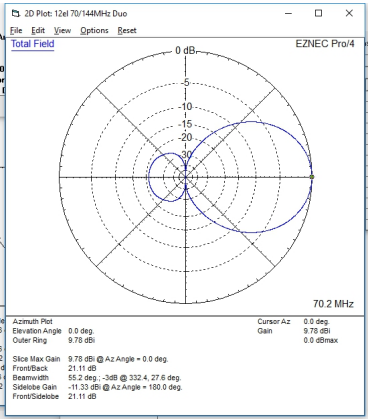 2D Plot: 12el 70/144MHz Duo
File Edit View Options Reset
Total Field EZNEC Pro/4
0 dB
-5
-10
-15
-20
-30
70.2 MHz
Azimuth Plot Cursor Az 0.0 deg.
Elevation Angle 0.0 deg. Gain 9.78 dBi
Outer Ring 9.78 dBi 0.0 dBmax
Slice Max Gain 9.78 dBi @ Az Angle = 0.0 deg.
Front/Back 21.11 dB
Beamwidth 55.2 deg.; -3dB @ 332.4, 27.6 deg.
Sidelobe Gain -11.33 dBi @ Az Angle = 180.0 deg.
Front/Sidelobe 21.11 dB